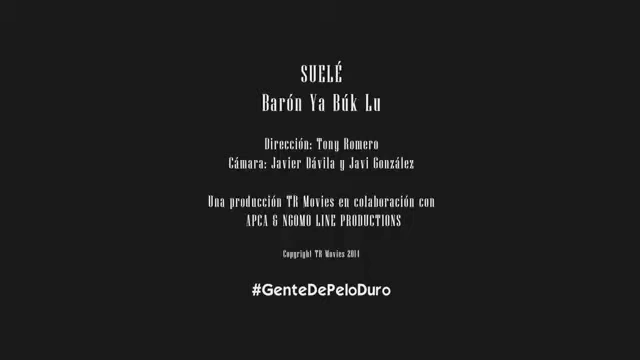 SUELÉ
Barón Ya Búk Lu
Dirección: Tony Romero
Cámara: Javier Dávila y Javi González
Una producción TR Movies en colaboración con
APCA & NGOMO LINE PRODUCTIONS
Copyright TR Movies 2014
#GenteDePeloDuro